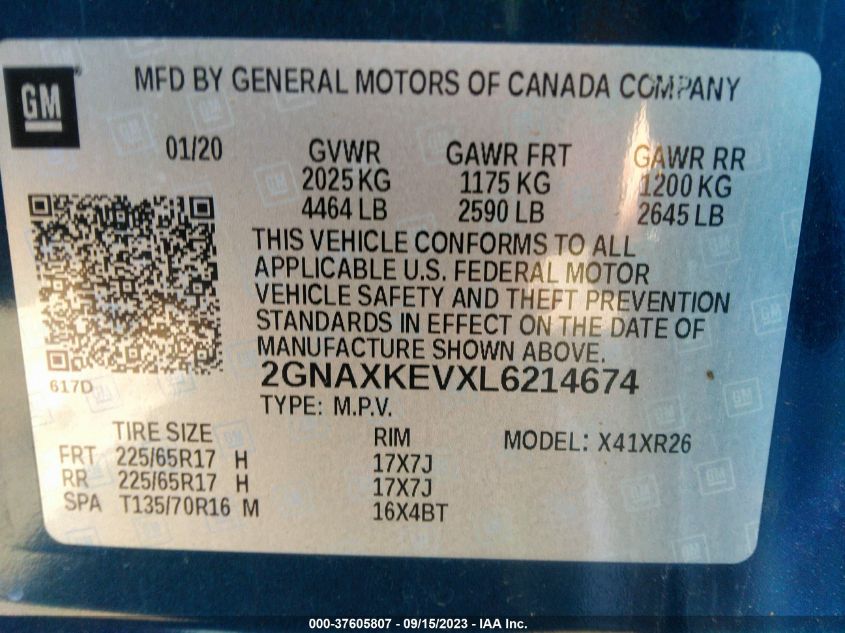 GM
MFD BY GENERAL MOTORS OF CANADA COMPANY
01/20 GVWR GAWR FRT GAWR RR
2025 KG 1175 KG 1200 KG
4464 LB 2590 LB 2645 LB
THIS VEHICLE CONFORMS TO ALL
APPLICABLE U.S. FEDERAL MOTOR
VEHICLE SAFETY AND THEFT PREVENTION
STANDARDS IN EFFECT ON THE DATE OF
MANUFACTURE SHOWN ABOVE.
617D
2GNAXKEVXL6214674
TYPE: M.P.V.
TIRE SIZE RIM MODEL: X41XR26
FRT 225/65R17 H 17X7J
RR 225/65R17 H 17X7J
SPA T135/70R16 M 16X4BT
000-37605807 - 09/15/2023 - IAA Inc.